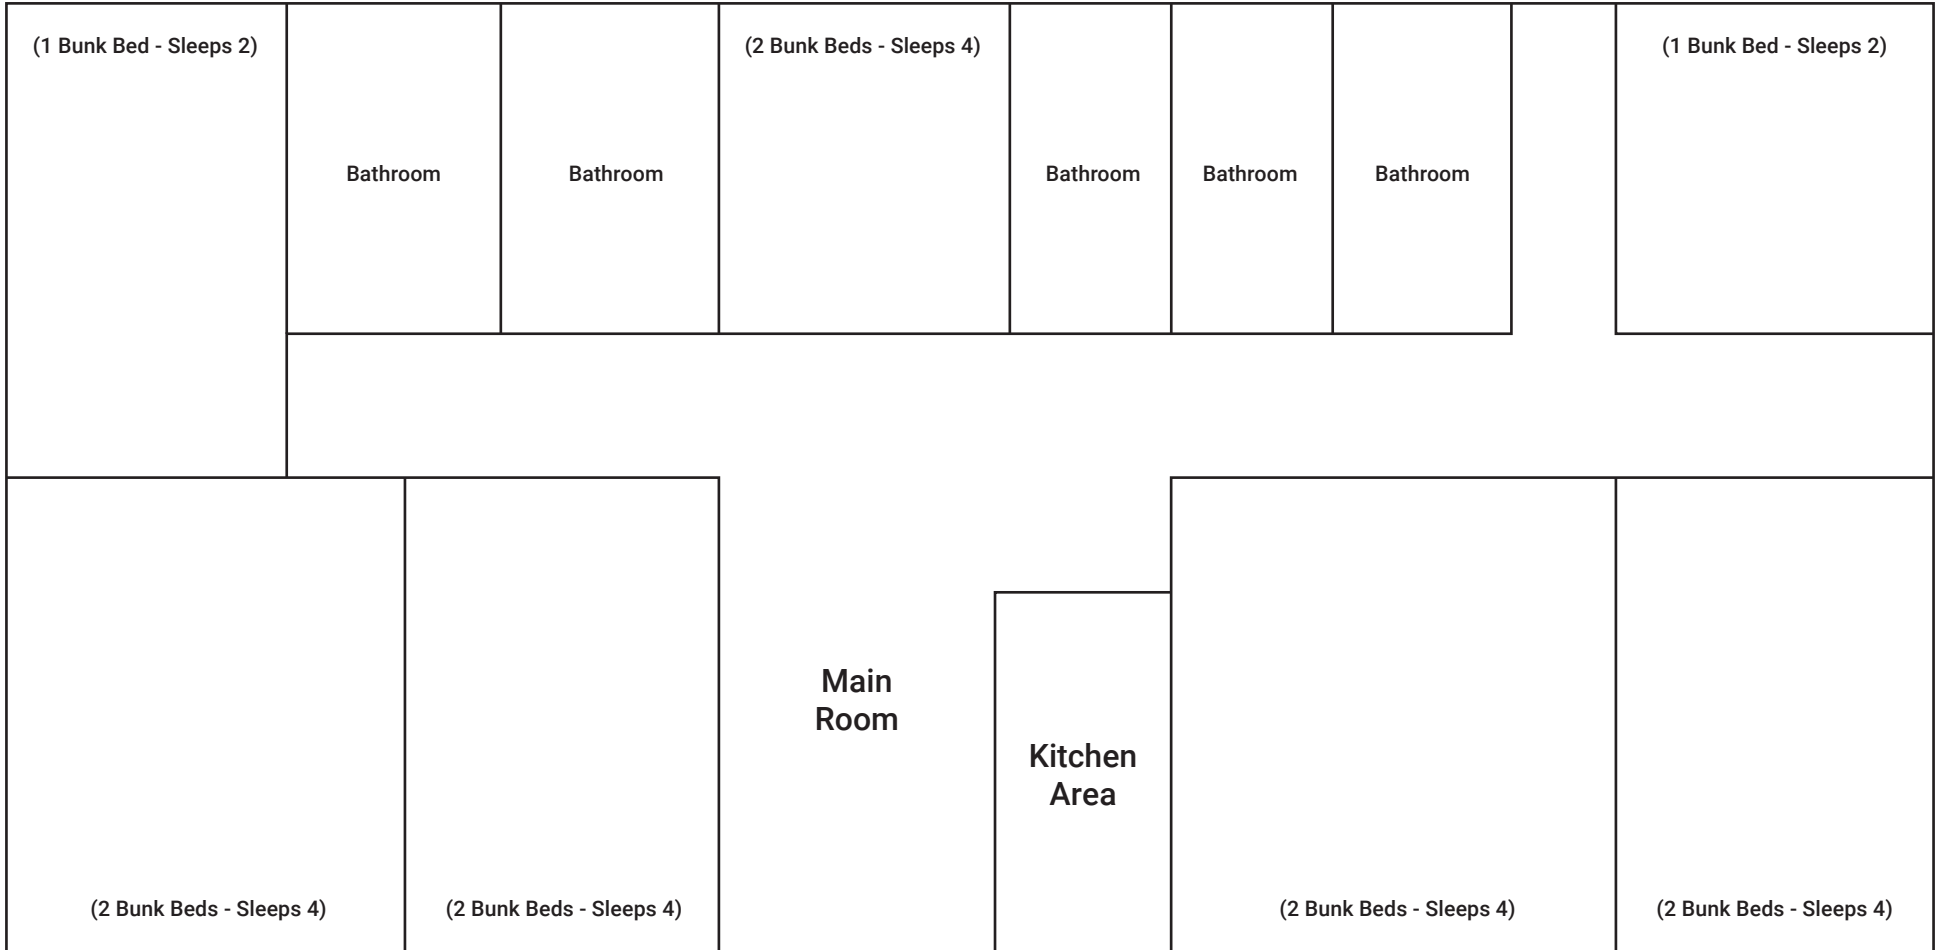 (1 Bunk Bed - Sleeps 2)
(2 Bunk Beds - Sleeps 4)
(1 Bunk Bed - Sleeps 2)
Bathroom
Bathroom
Bathroom
Bathroom
Bathroom
Main
Room
Kitchen
Area
(2 Bunk Beds - Sleeps 4)
(2 Bunk Beds - Sleeps 4)
(2 Bunk Beds - Sleeps 4)
(2 Bunk Beds - Sleeps 4)